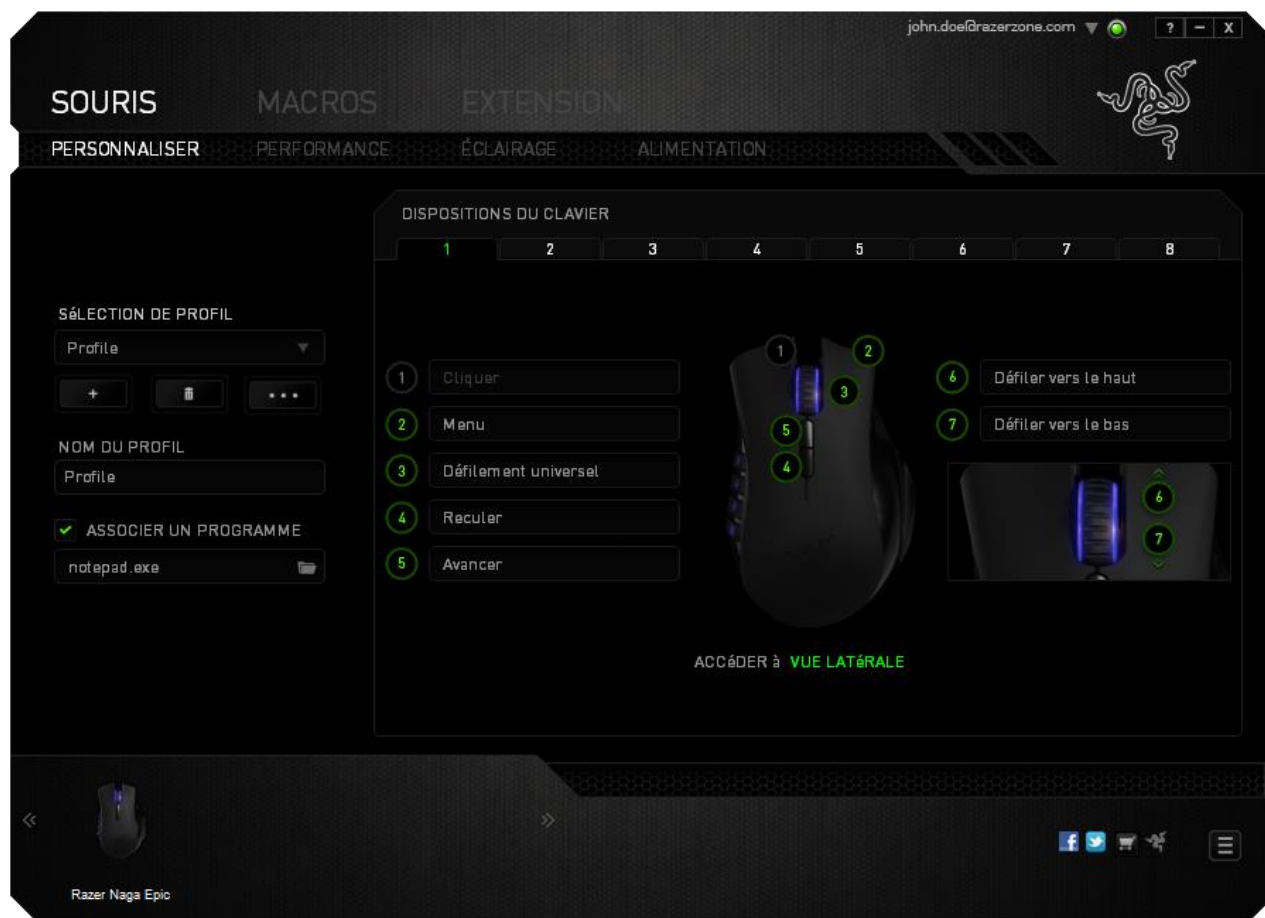 john.doe@razerzone.com
? – X
SOURIS MACROS EXTENSION
PERSONNALISER PERFORMANCE ÉCLAIRAGE ALIMENTATION
DISPOSITIONS DU CLAVIER
1 2 3 4 5 6 7 8
SéLECTION DE PROFIL
Profile
+
NOM DU PROFIL
Profile
ASSOCIER UN PROGRAMME
notepad.exe
1 Cliquer
2 Menu
3 Défilement universel
4 Reculer
5 Avancer
1
2
3
5
4
6 Défiler vers le haut
7 Défiler vers le bas
6
7
ACCéDER à VUE LATéRALE
Razer Naga Epic